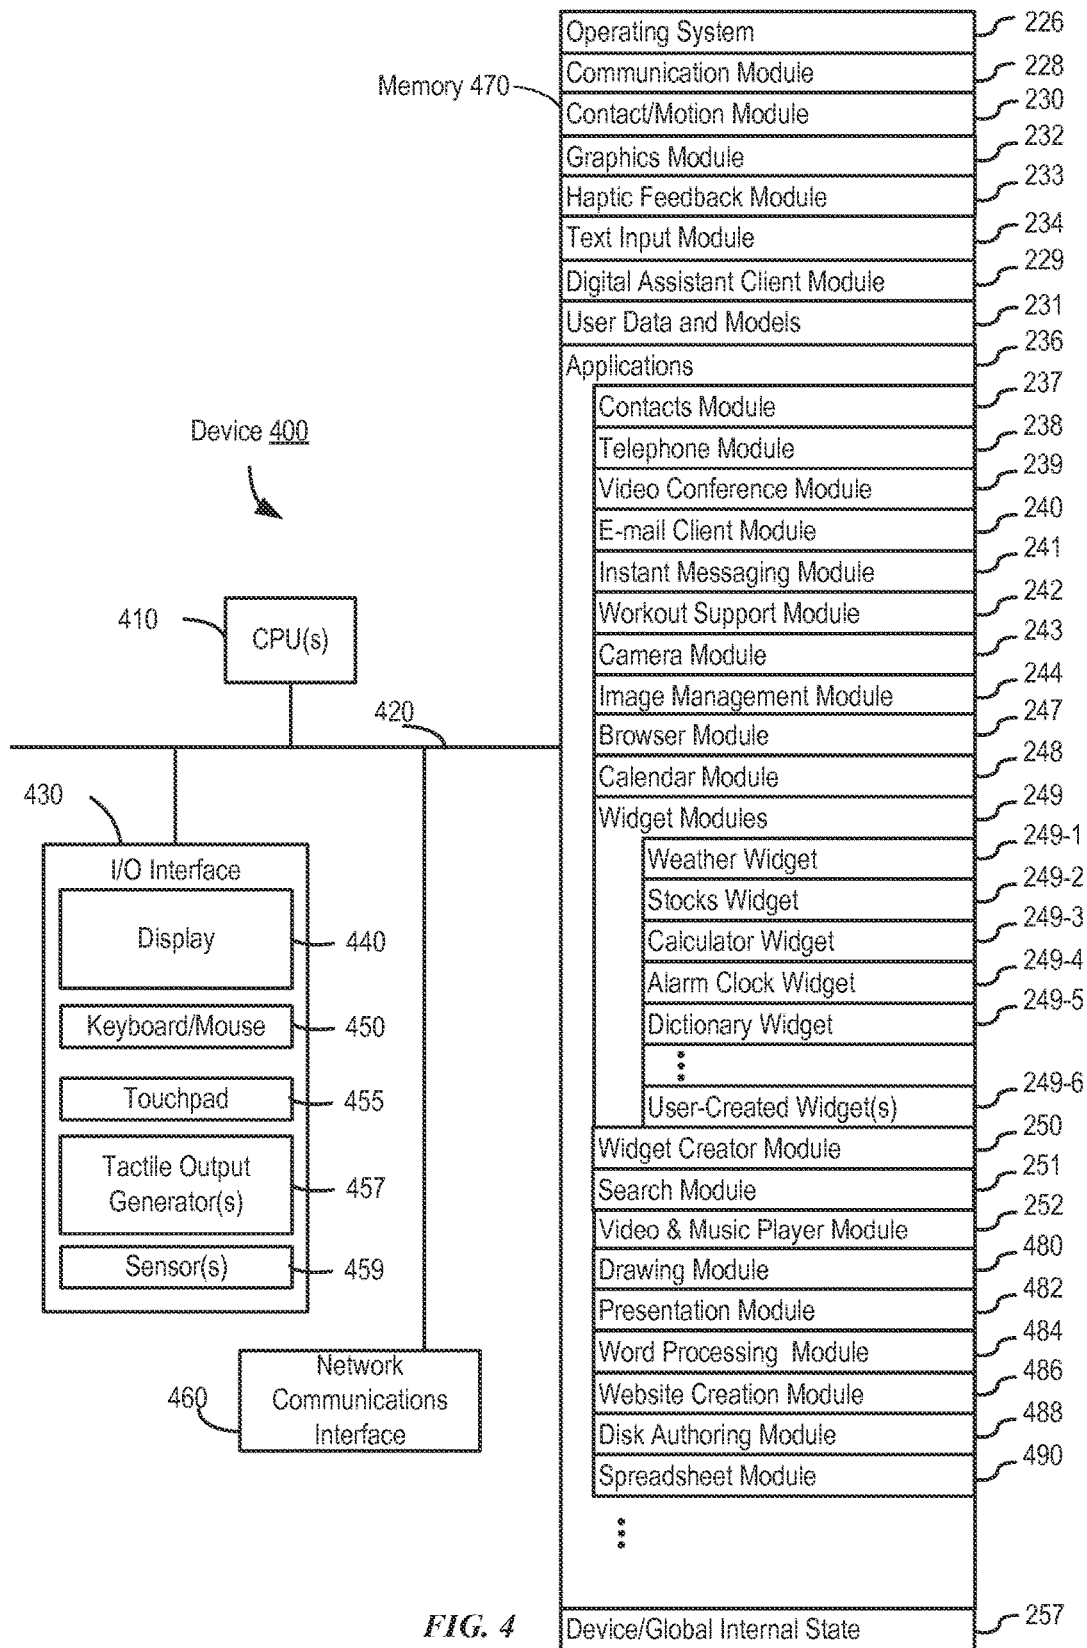 Operating System 226
Communication Module 228
Memory 470
Contact/Motion Module 230
Graphics Module 232
Haptic Feedback Module 233
Text Input Module 234
Digital Assistant Client Module 229
User Data and Models 231
Applications 236
Contacts Module 237
Telephone Module 238
Video Conference Module 239
E-mail Client Module 240
Instant Messaging Module 241
Workout Support Module 242
Camera Module 243
Image Management Module 244
Browser Module 247
Calendar Module 248
Widget Modules 249
Weather Widget 249-1
Stocks Widget 249-2
Calculator Widget 249-3
Alarm Clock Widget 249-4
Dictionary Widget 249-5
User-Created Widget(s) 249-6
Widget Creator Module 250
Search Module 251
Video & Music Player Module 252
Drawing Module 480
Presentation Module 482
Word Processing Module 484
Website Creation Module 486
Disk Authoring Module 488
Spreadsheet Module 490
Device/Global Internal State 257
Device 400
410
CPU(s)
420
430
I/O Interface
Display 440
Keyboard/Mouse 450
Touchpad 455
Tactile Output
Generator(s) 457
Sensor(s) 459
460
Network
Communications
Interface
FIG. 4